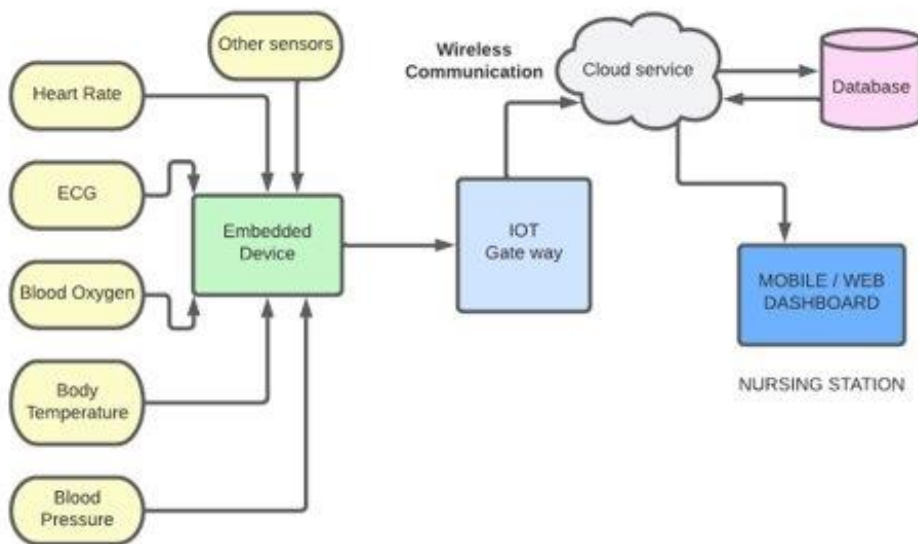 Other sensors
Wireless
Communication
Cloud service
Database
Heart Rate
ECG
Embedded
Device
IOT
Gate way
Blood Oxygen
MOBILE / WEB
DASHBOARD
Body
Temperature
NURSING STATION
Blood
Pressure